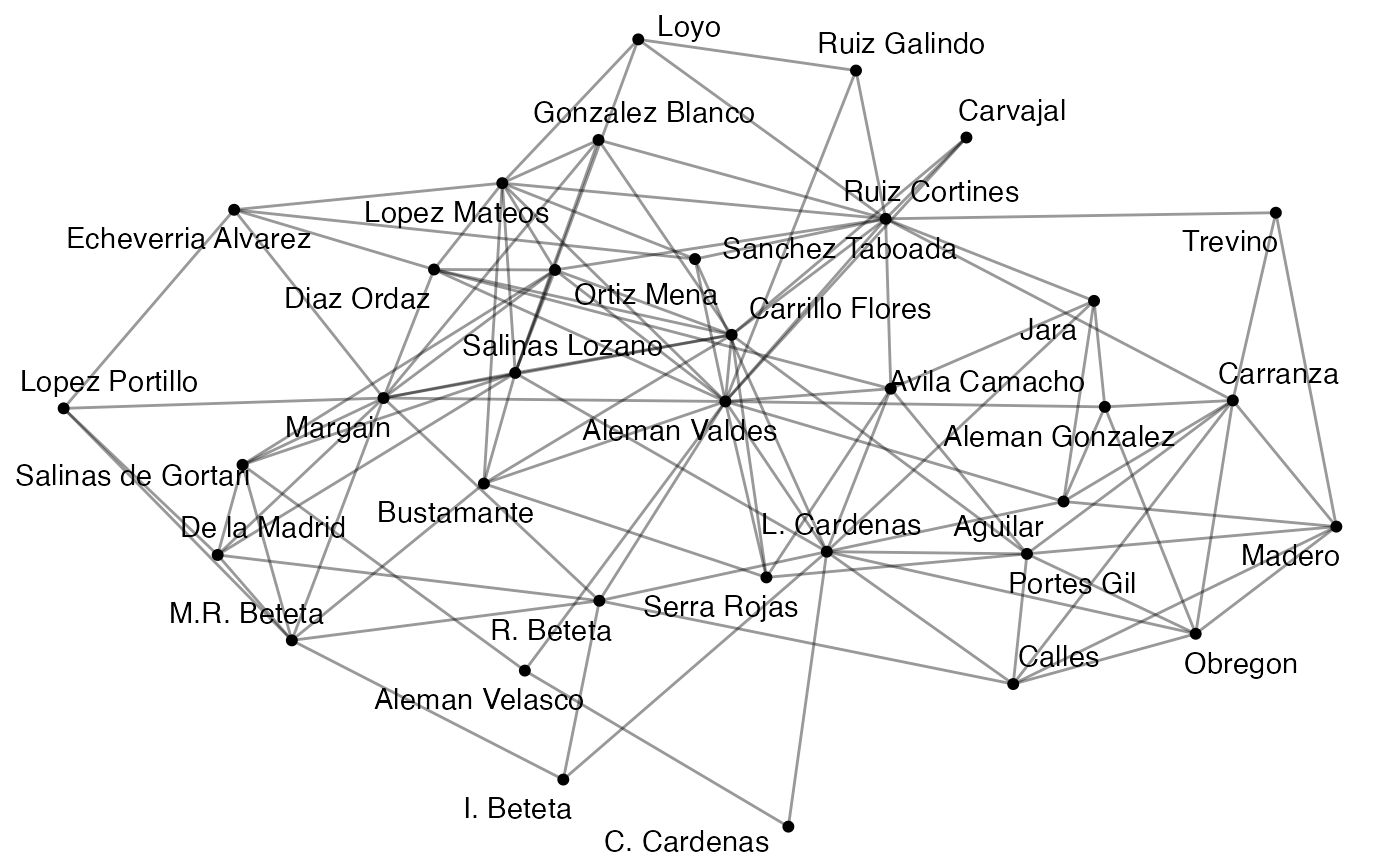 Loyo
Ruiz Galindo
Gonzalez Blanco
Carvajal
Ruiz Cortines
Lopez Mateos
Echeverria Alvarez
Trevino
Sanchez Taboada
Diaz Ordaz
Ortiz Mena
Carrillo Flores
Jara
Salinas Lozano
Lopez Portillo
Avila Camacho
Carranza
Margain
Aleman Valdes
Aleman Gonzalez
Salinas de Gortari
Bustamante
De la Madrid
L. Cardenas
Aguilar
Madero
Portes Gil
M.R. Beteta
Serra Rojas
R. Beteta
Calles
Obregon
Aleman Velasco
I. Beteta
C. Cardenas